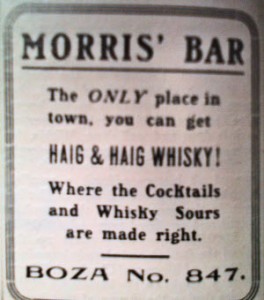 MORRIS' BAR
The ONLY place in
town, you can get
HAIG & HAIG WHISKY!
Where the Cocktails
and Whisky Sours
are made right.
BOZA No. 847.